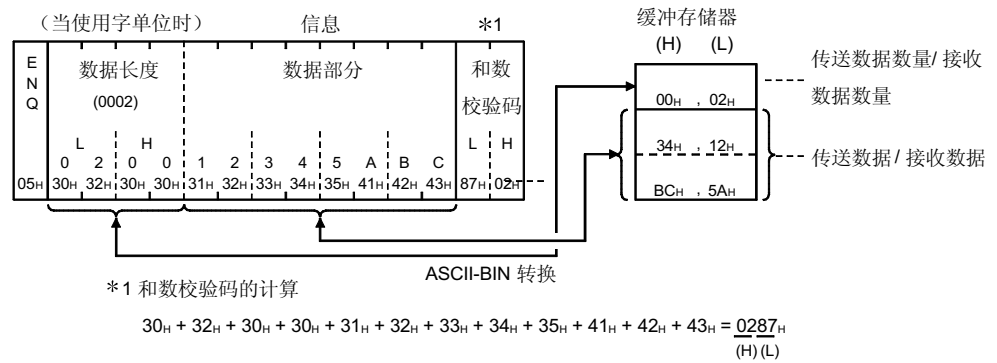 （当使用字单位时） 信息 ＊1 缓冲存储器
(H) (L)
E N Q 数据长度 数据部分 和数 校验码
(0002)
传送数据数量/ 接收
数据数量
00H , 02H
L H L H
0 2 0 0 1 2 3 4 5 A B C
05H 30H 32H 30H 30H 31H 32H 33H 34H 35H 41H 42H 43H 87H 02H
34H , 12H
传送数据 / 接收数据
BCH , 5AH
ASCII-BIN 转换
＊1 和数校验码的计算
30H + 32H + 30H + 30H + 31H + 32H + 33H + 34H + 35H + 41H + 42H + 43H = 0287H
(H) (L)